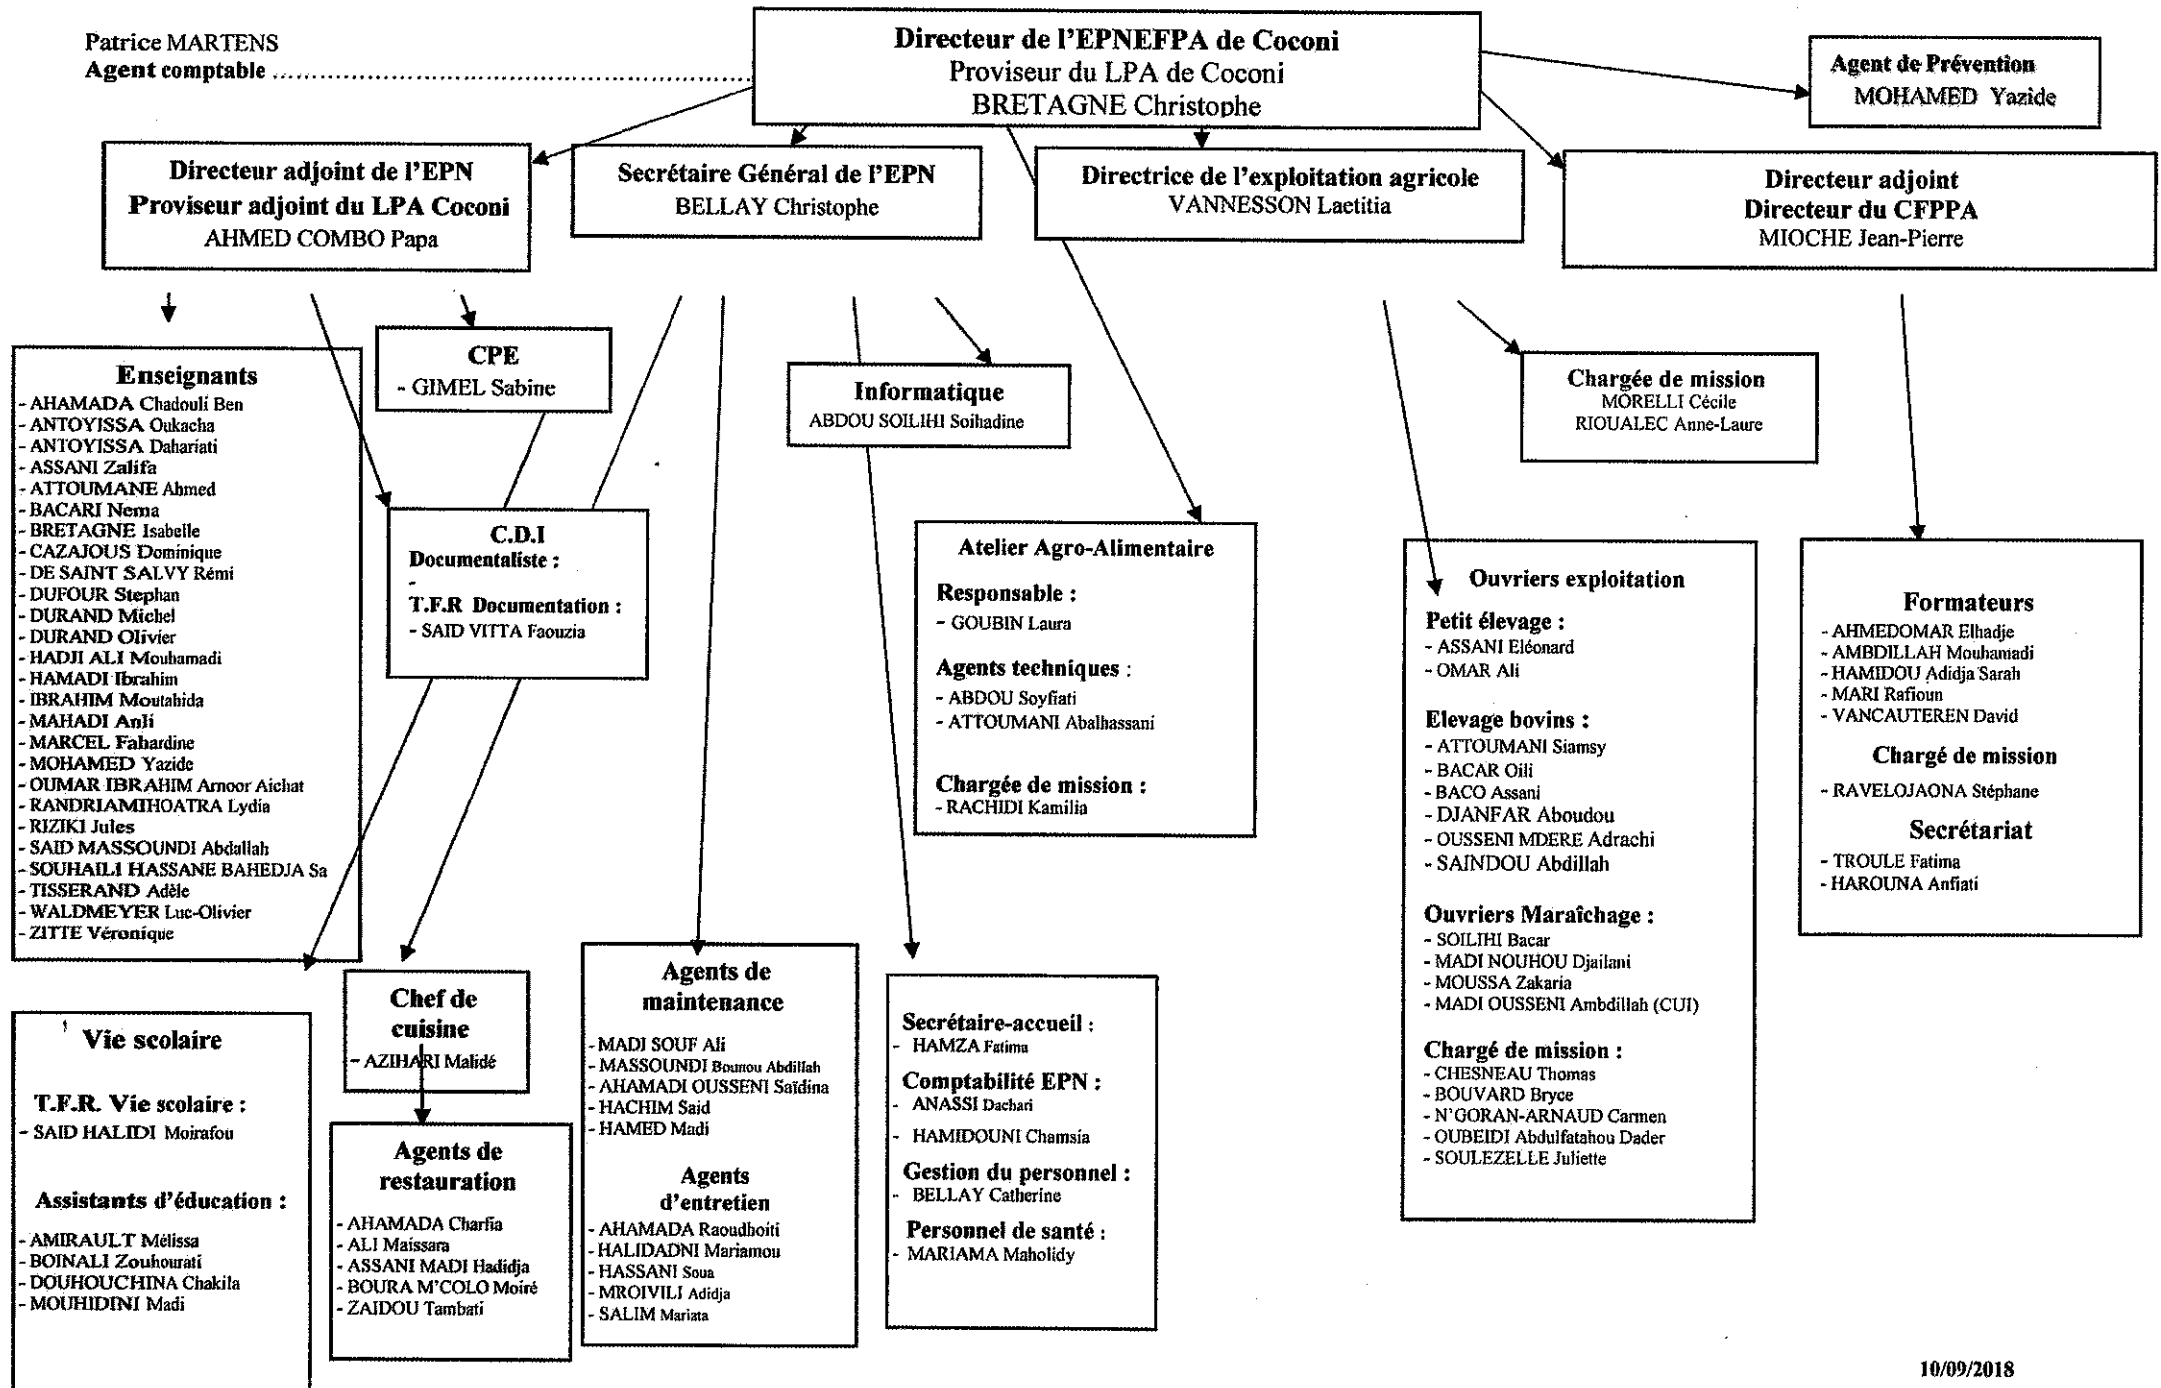 Patrice MARTENS
Agent comptable ..........................................................
Directeur de l'EPNEFPA de Coconi
Proviseur du LPA de Coconi
BRETAGNE Christophe
Agent de Prévention
MOHAMED Yazide
Directeur adjoint de l'EPN
Proviseur adjoint du LPA Coconi
AHMED COMBO Papa
Secrétaire Général de l'EPN
BELLAY Christophe
Directrice de l'exploitation agricole
VANNESSON Laetitia
Directeur adjoint
Directeur du CFPPA
MIOCHE Jean-Pierre
Enseignants
- AHAMADA Chadouli Ben
- ANTOYISSA Oukacha
- ANTOYISSA Dahariati
- ASSANI Zalifa
- ATTOUMANE Ahmed
- BACARI Nema
- BRETAGNE Isabelle
- CAZAJOUS Dominique
- DE SAINT SALVY Rémi
- DUFOUR Stephan
- DURAND Michel
- DURAND Olivier
- HADJI ALI Mouhamadi
- HAMADI Ibrahim
- IBRAHIM Moutahida
- MAHADI Anli
- MARCEL Fahardine
- MOHAMED Yazide
- OUMAR IBRAHIM Amoor Aichat
- RANDRIAMIHOATRA Lydia
- RIZIKI Jules
- SAID MASSOUNDI Abdallah
- SOUHAILI HASSANE BAHEDJA Sa
- TISSERAND Adèle
- WALDMEYER Luc-Olivier
- ZITTE Véronique
CPE
- GIMEL Sabine
Informatique
ABDOU SOILIHI Soihadine
Chargée de mission
MORELLI Cécile
RIOUALEC Anne-Laure
C.D.I
Documentaliste :
-
T.F.R Documentation :
- SAID VITTA Faouzia
Atelier Agro-Alimentaire
Responsable :
- GOUBIN Laura
Agents techniques :
- ABDOU Soyfiati
- ATTOUMANI Abalhassani
Chargée de mission :
- RACHIDI Kamilia
Ouvriers exploitation
Petit élevage :
- ASSANI Eléonard
- OMAR Ali
Elevage bovins :
- ATTOUMANI Siamsy
- BACAR Oili
- BACO Assani
- DJANFAR Aboudou
- OUSSENI MDERE Adrachi
- SAINDOU Abdillah
Ouvriers Maraîchage :
- SOILIHI Bacar
- MADI NOUHOU Djailani
- MOUSSA Zakaria
- MADI OUSSENI Ambdillah (CUI)
Chargé de mission :
- CHESNEAU Thomas
- BOUVARD Bryce
- N'GORAN-ARNAUD Carmen
- OUBEIDI Abdulfatahou Dader
- SOULEZELLE Juliette
Formateurs
- AHMEDOMAR Elhadje
- AMBDILLAH Mouhamadi
- HAMIDOU Adidja Sarah
- MARI Rafioun
- VANCAUTEREN David
Chargé de mission
- RAVELOJAONA Stéphane
Secrétariat
- TROULE Fatima
- HAROUNA Anfiati
Vie scolaire
T.F.R. Vie scolaire :
- SAID HALIDI Moirafou
Assistants d'éducation :
- AMIRAULT Mélissa
- BOINALI Zouhourati
- DOUHOUCHINA Chakila
- MOUHIDINI Madi
Chef de
cuisine
- AZIHARI Malidé
Agents de
restauration
- AHAMADA Charfia
- ALI Maissara
- ASSANI MADI Hadidja
- BOURA M'COLO Moiré
- ZAIDOU Tambati
Agents de
maintenance
- MADI SOUF Ali
- MASSOUNDI Bounou Abdillah
- AHAMADI OUSSENI Saïdina
- HACHIM Said
- HAMED Madi
Agents
d'entretien
- AHAMADA Raoudhoiti
- HALIDADNI Mariamou
- HASSANI Soua
- MROIVILI Adidja
- SALIM Mariata
Secrétaire-accueil :
- HAMZA Fatima
Comptabilité EPN :
- ANASSI Dachari
- HAMIDOUNI Chamsia
Gestion du personnel :
- BELLAY Catherine
Personnel de santé :
- MARIAMA Maholidy
10/09/2018